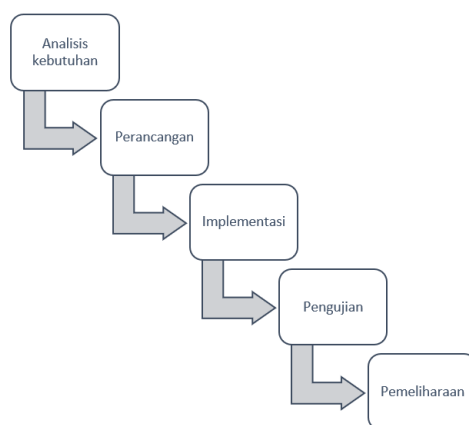 Analisis
kebutuhan
Perancangan
Implementasi
Pengujian
Pemeliharaan